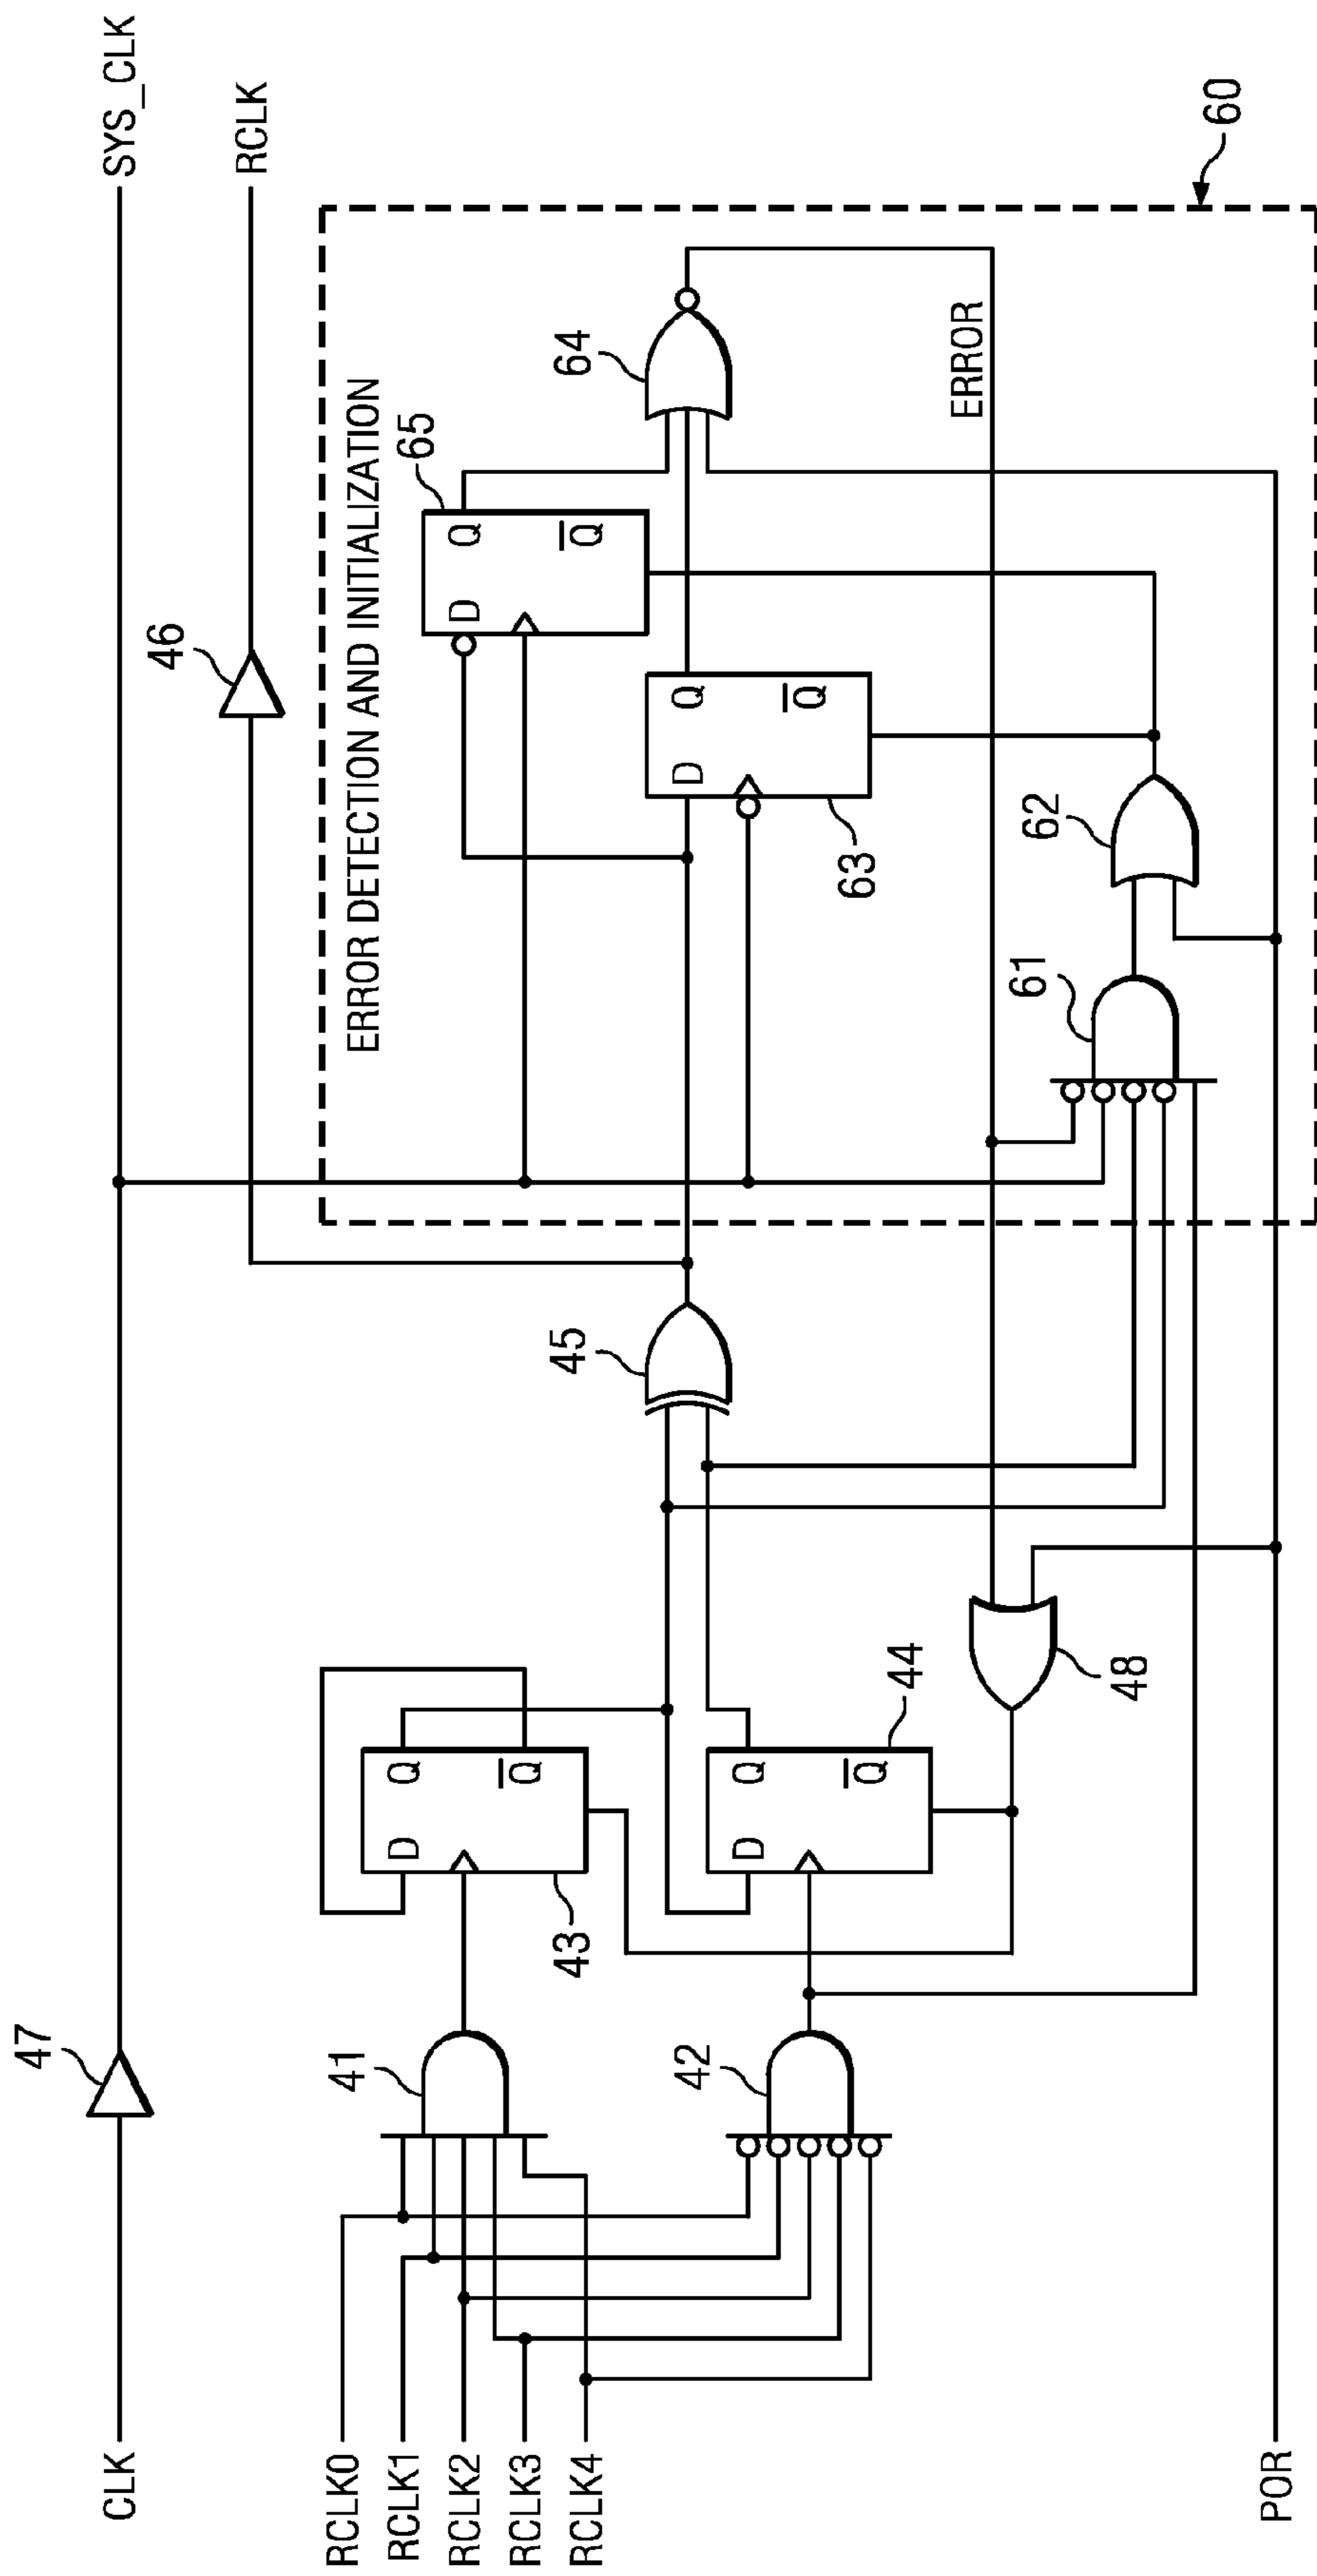 CLK
47
SYS_CLK
46
RCLK
60
ERROR DETECTION AND INITIALIZATION
RCLK0
RCLK1
RCLK2
RCLK3
RCLK4
41
42
D
Q
Q
43
D
Q
Q
44
45
48
D
Q
Q
65
D
Q
Q
63
64
ERROR
61
62
POR